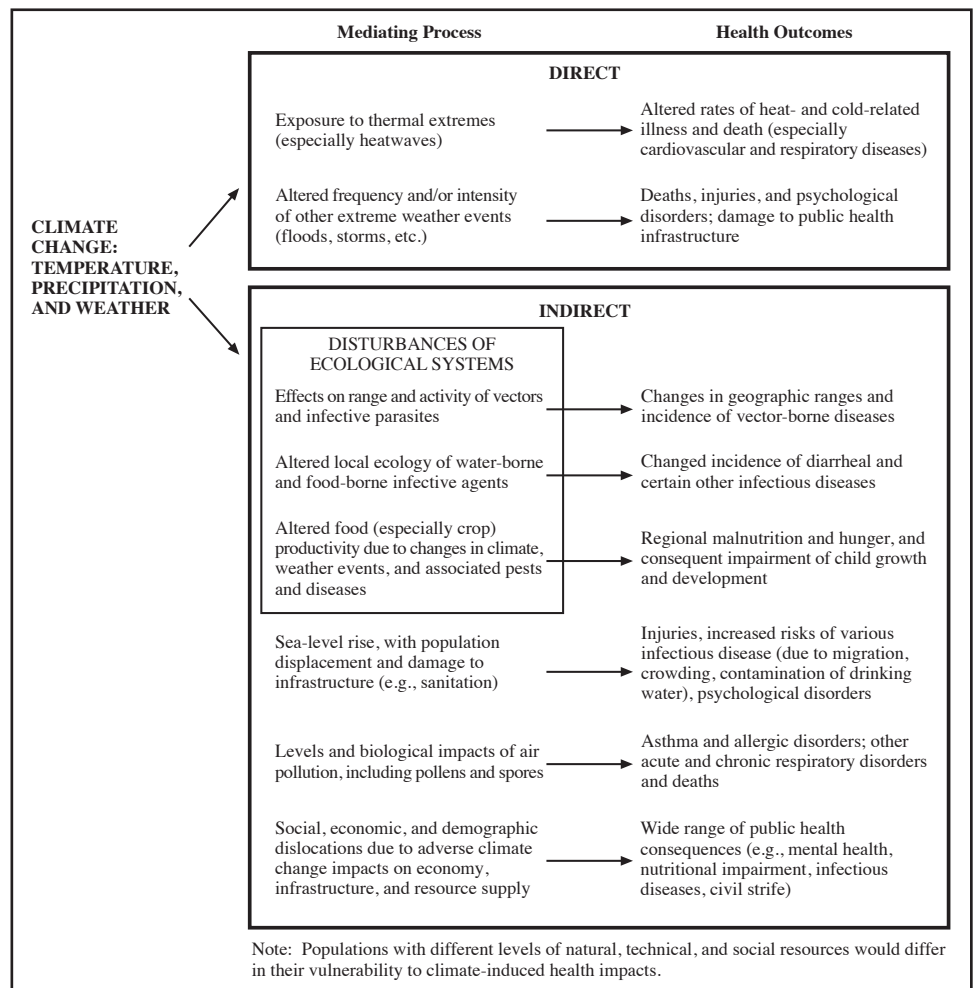 Mediating Process
Health Outcomes
DIRECT
Exposure to thermal extremes
(especially heatwaves)
Altered rates of heat- and cold-related
illness and death (especially
cardiovascular and respiratory diseases)
Altered frequency and/or intensity
of other extreme weather events
(floods, storms, etc.)
Deaths, injuries, and psychological
disorders; damage to public health
infrastructure
CLIMATE
CHANGE:
TEMPERATURE,
PRECIPITATION,
AND WEATHER
INDIRECT
DISTURBANCES OF
ECOLOGICAL SYSTEMS
Effects on range and activity of vectors
and infective parasites
Changes in geographic ranges and
incidence of vector-borne diseases
Altered local ecology of water-borne
and food-borne infective agents
Changed incidence of diarrheal and
certain other infectious diseases
Altered food (especially crop)
productivity due to changes in climate,
weather events, and associated pests
and diseases
Regional malnutrition and hunger, and
consequent impairment of child growth
and development
Sea-level rise, with population
displacement and damage to
infrastructure (e.g., sanitation)
Injuries, increased risks of various
infectious disease (due to migration,
crowding, contamination of drinking
water), psychological disorders
Levels and biological impacts of air
pollution, including pollens and spores
Asthma and allergic disorders; other
acute and chronic respiratory disorders
and deaths
Social, economic, and demographic
dislocations due to adverse climate
change impacts on economy,
infrastructure, and resource supply
Wide range of public health
consequences (e.g., mental health,
nutritional impairment, infectious
diseases, civil strife)
Note: Populations with different levels of natural, technical, and social resources would differ
in their vulnerability to climate-induced health impacts.